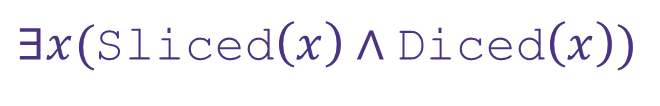 ∃x(Sliced(x) ∧ Diced(x))